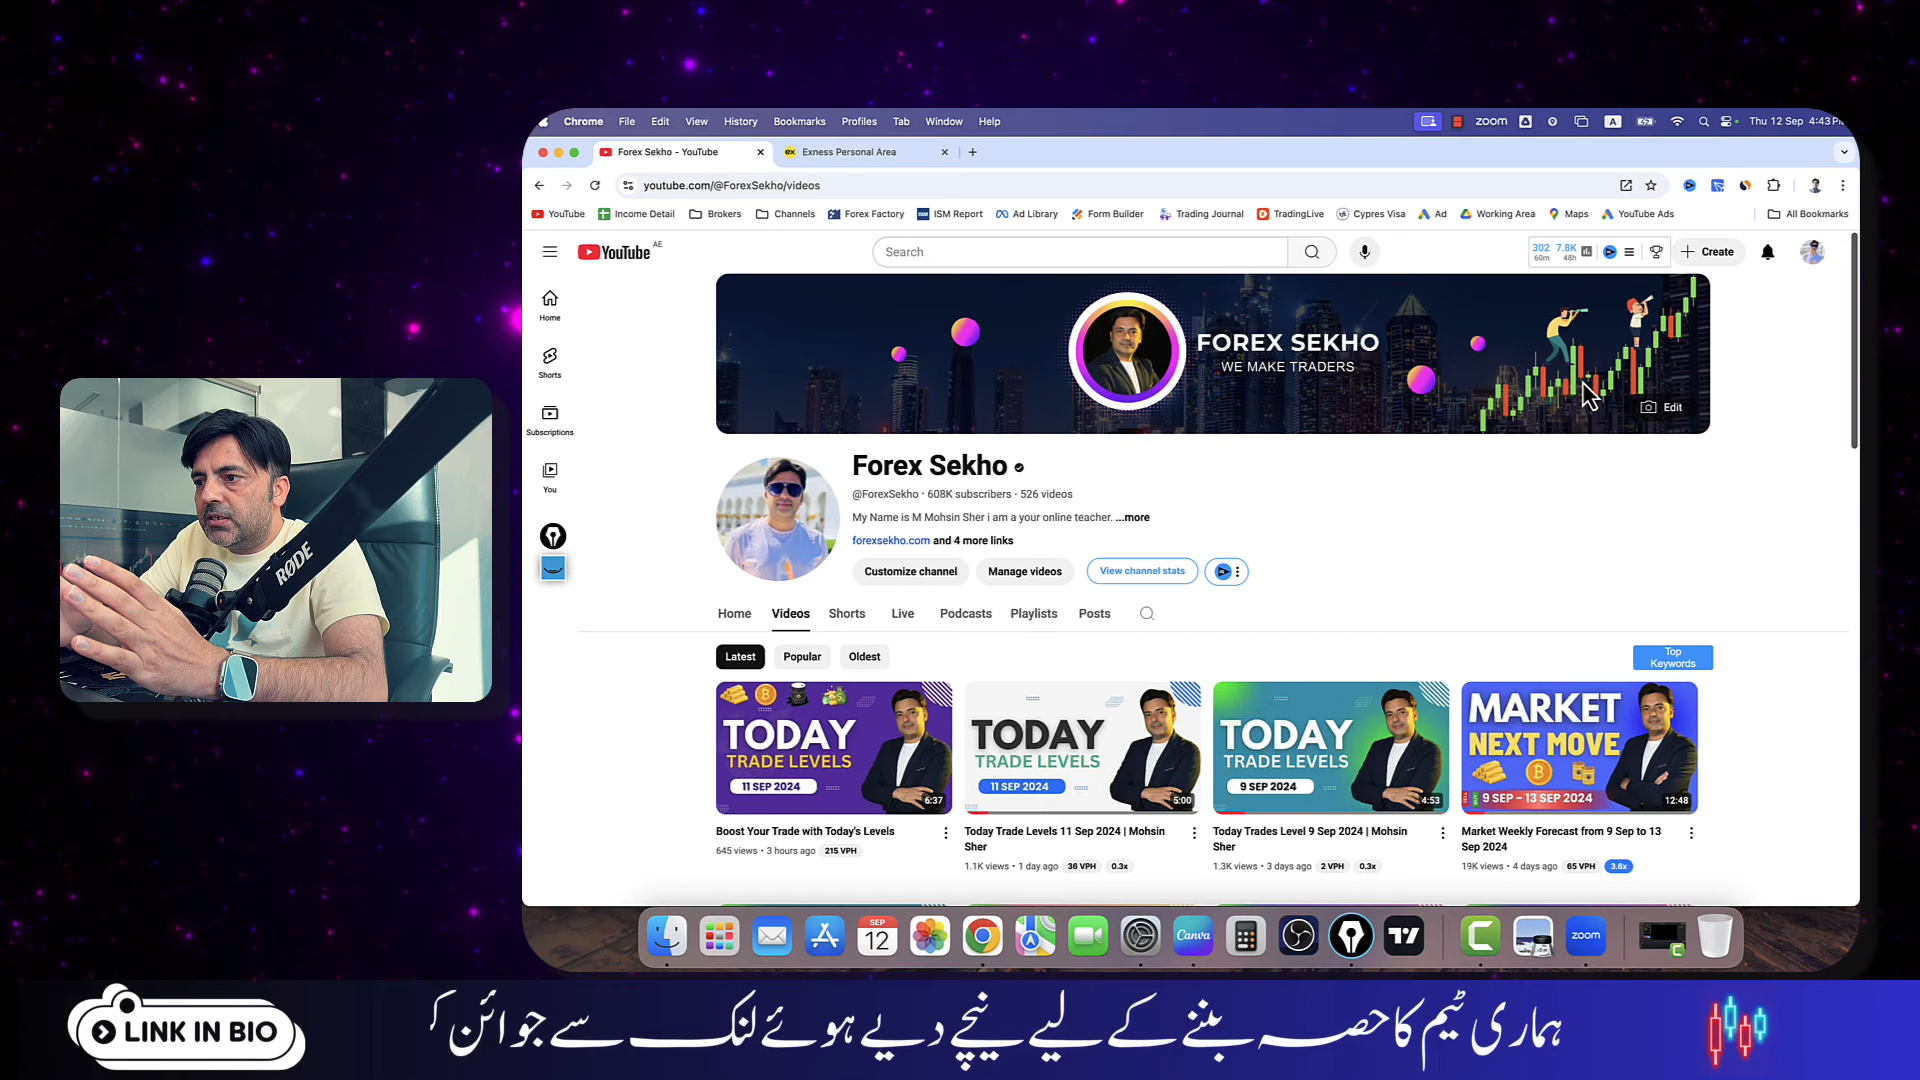 Chrome File Edit View History Bookmarks Profiles Tab Window Help
zoom A Thu 12 Sep 4:43
Forex Sekho - YouTube
Exness Personal Area
youtube.com/@ForexSekho/videos
YouTube Income Detail Brokers Channels Forex Factory ISM Report Ad Library Form Builder Trading Journal TradingLive Cypres Visa Ad Working Area Maps YouTube Ads All Bookmarks
YouTube AE
Search
302 7.8K
60m 48h
Create
Home
Shorts
Subscriptions
You
FOREX SEKHO
WE MAKE TRADERS
Edit
Forex Sekho
@ForexSekho · 608K subscribers · 526 videos
My Name is M Mohsin Sher i am a your online teacher. ...more
forexsekho.com and 4 more links
Customize channel Manage videos View channel stats
Home Videos Shorts Live Podcasts Playlists Posts
Latest Popular Oldest
Top Keywords
TODAY
TRADE LEVELS
11 SEP 2024
6:37
Boost Your Trade with Today's Levels
645 views • 3 hours ago 215 VPH
TODAY
TRADE LEVELS
11 SEP 2024
5:00
Today Trade Levels 11 Sep 2024 | Mohsin
Sher
1.1K views • 1 day ago 36 VPH 0.3x
TODAY
TRADE LEVELS
9 SEP 2024
4:53
Today Trades Level 9 Sep 2024 | Mohsin
Sher
1.3K views • 3 days ago 2 VPH 0.3x
MARKET
NEXT MOVE
9 SEP - 13 SEP 2024
12:48
Market Weekly Forecast from 9 Sep to 13
Sep 2024
19K views • 4 days ago 65 VPH 3.6x
RØDE
SEP
12
Canva
zoom
LINK IN BIO
ہماری ٹیم کا حصہ بننے کے لیے نیچے دیے ہوئے لنک سے جوائن